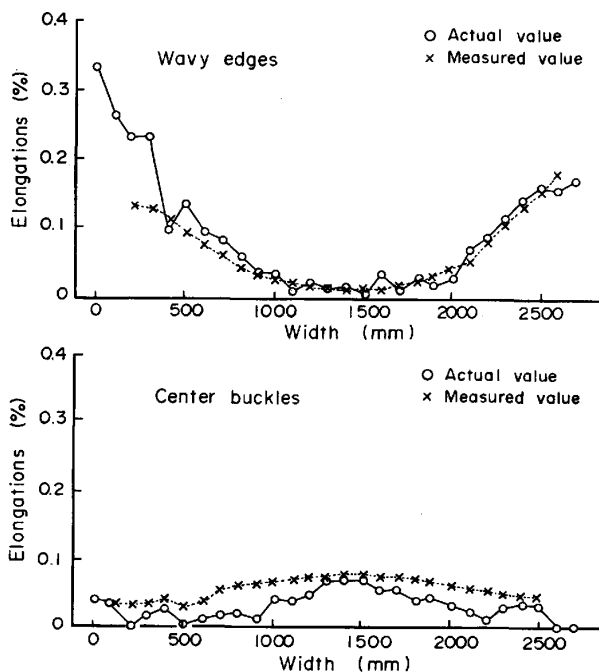 0.4
Wavy edges
Actual value
Measured value
0.3
Elongations (%)
0.2
0.1
0
0 500 1000 1500 2000 2500
Width (mm)
0.4
Center buckles
Actual value
Measured value
0.3
Elongations (%)
0.2
0.1
0
0 500 1000 1500 2000 2500
Width (mm)